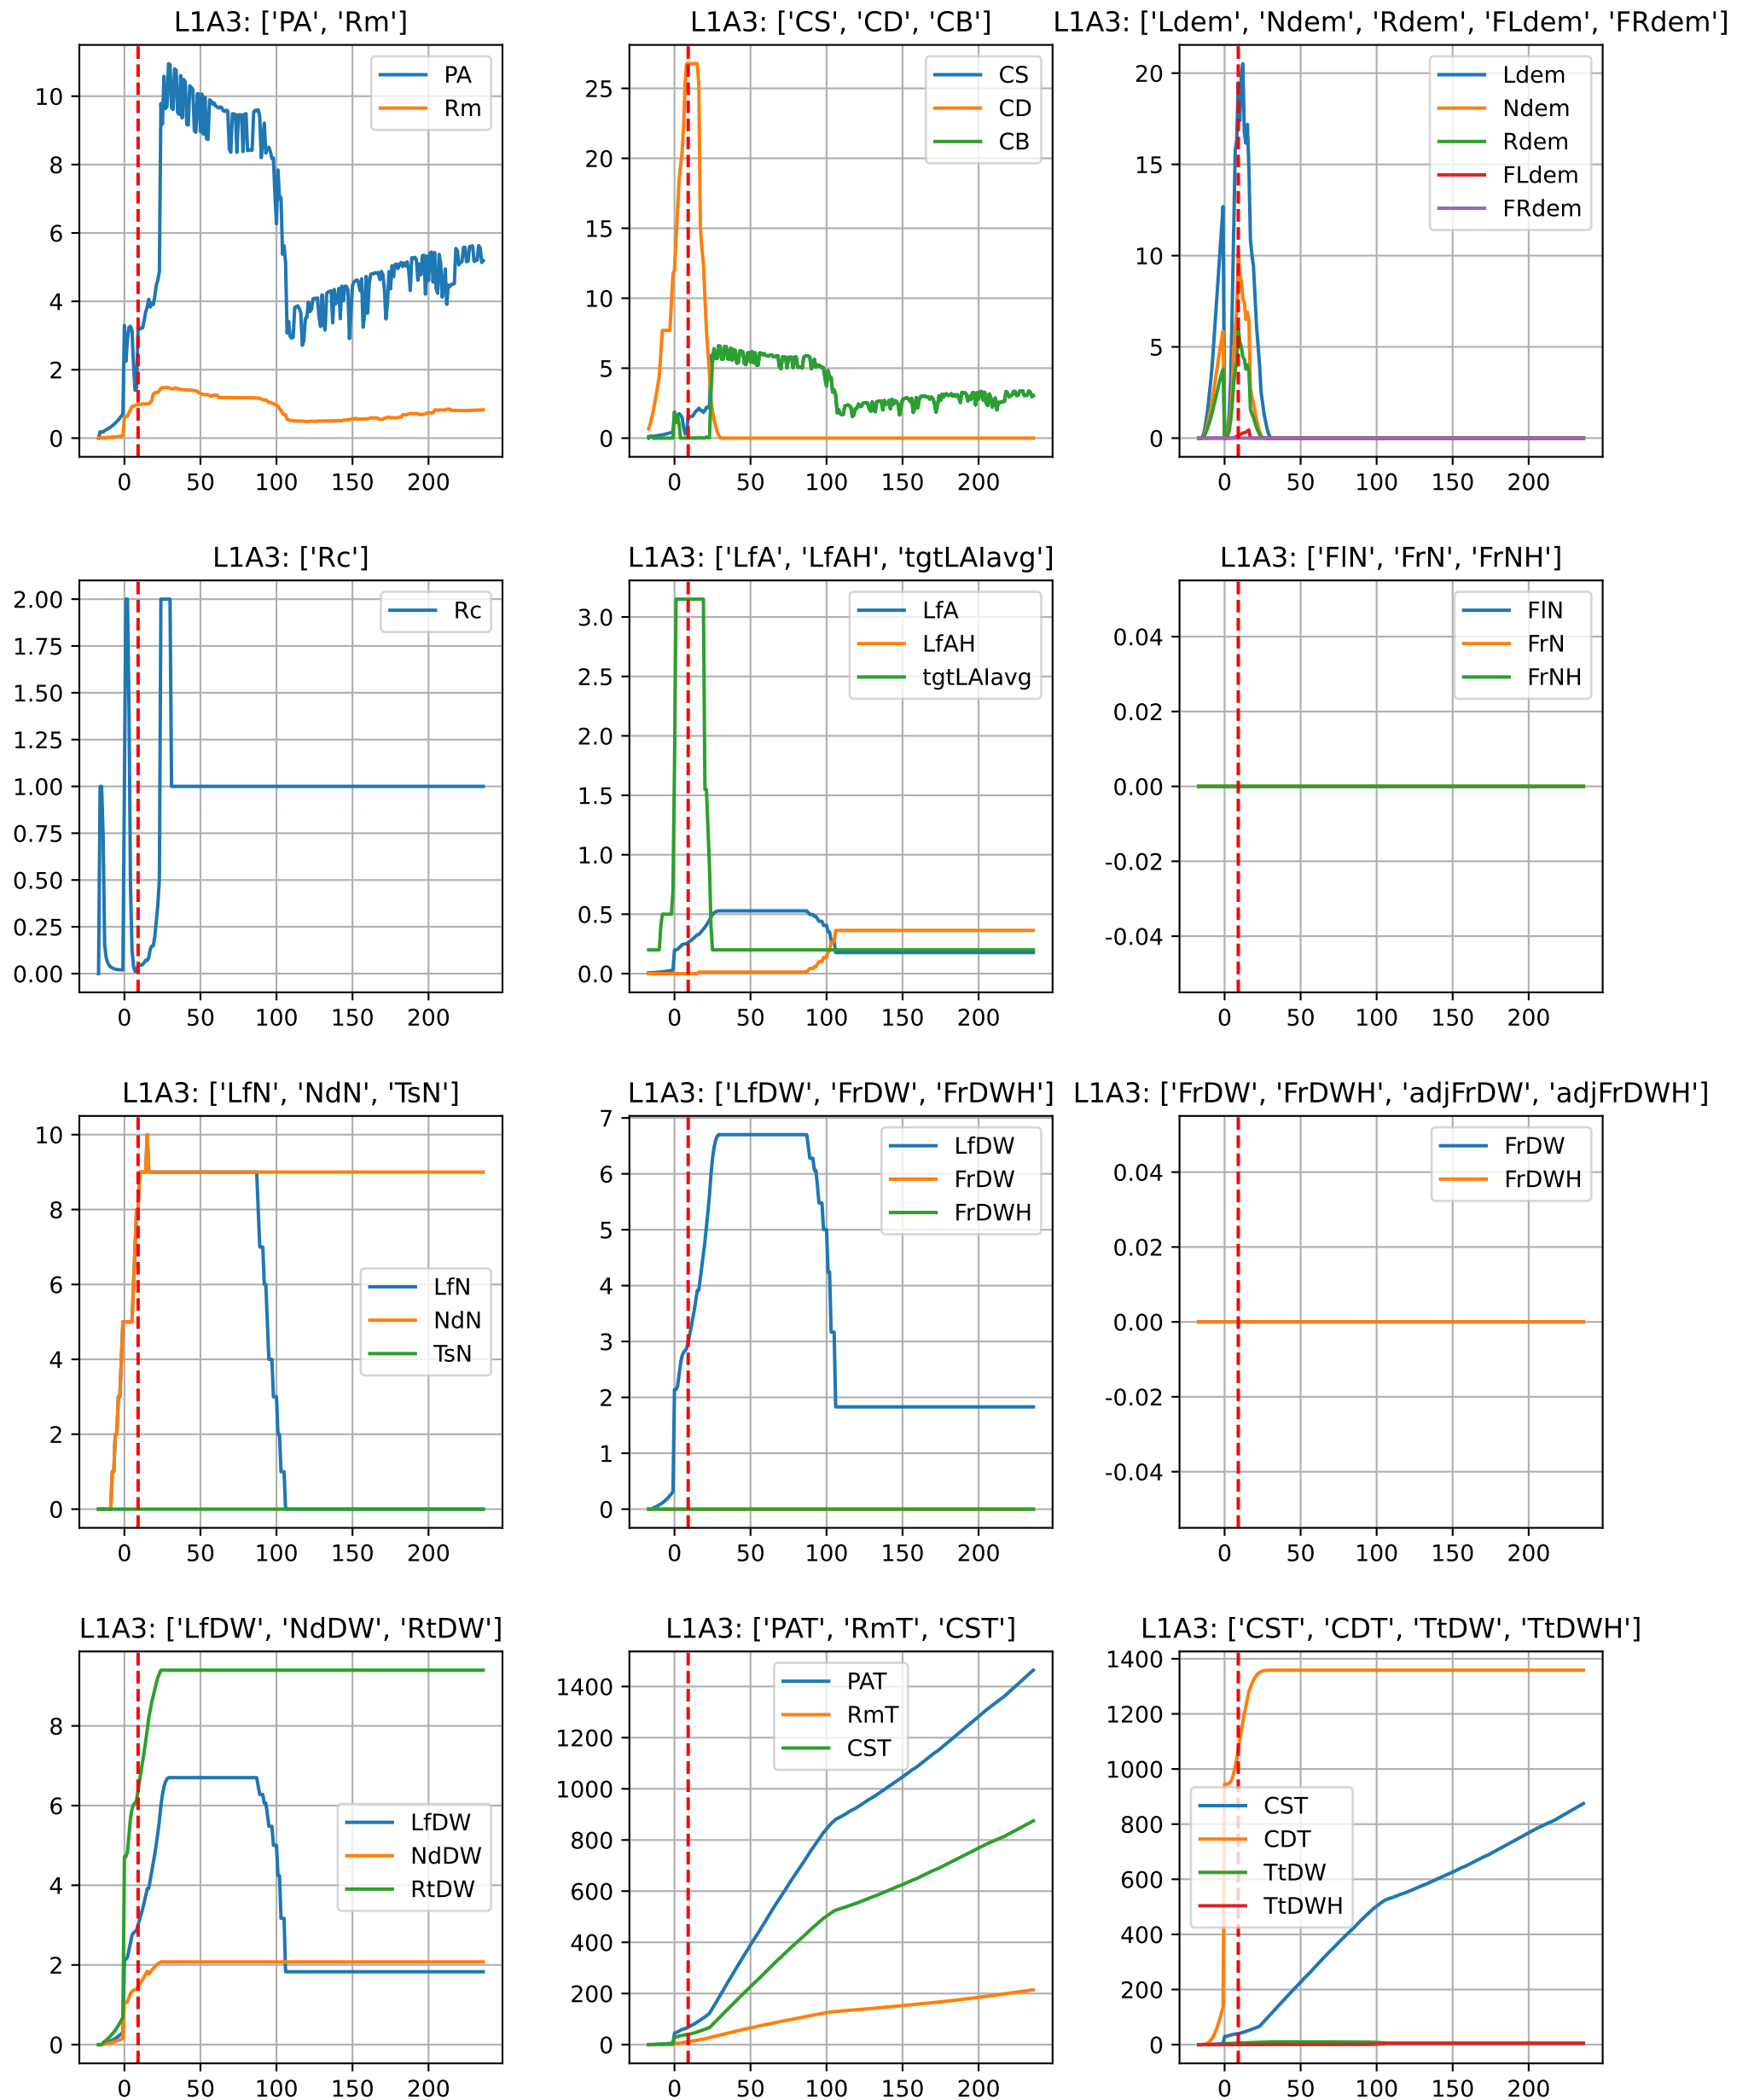 L1A3: ['PA', 'Rm']
PA
Rm
10
8
6
4
2
0
0 50 100 150 200
L1A3: ['CS', 'CD', 'CB']
CS
CD
CB
25
20
15
10
5
0
0 50 100 150 200
L1A3: ['Ldem', 'Ndem', 'Rdem', 'FLdem', 'FRdem']
Ldem
Ndem
Rdem
FLdem
FRdem
20
15
10
5
0
0 50 100 150 200
L1A3: ['Rc']
Rc
2.00
1.75
1.50
1.25
1.00
0.75
0.50
0.25
0.00
0 50 100 150 200
L1A3: ['LfA', 'LfAH', 'tgtLAIavg']
LfA
LfAH
tgtLAIavg
3.0
2.5
2.0
1.5
1.0
0.5
0.0
0 50 100 150 200
L1A3: ['FlN', 'FrN', 'FrNH']
FlN
FrN
FrNH
0.04
0.02
0.00
-0.02
-0.04
0 50 100 150 200
L1A3: ['LfN', 'NdN', 'TsN']
LfN
NdN
TsN
10
8
6
4
2
0
0 50 100 150 200
L1A3: ['LfDW', 'FrDW', 'FrDWH']
LfDW
FrDW
FrDWH
7
6
5
4
3
2
1
0
0 50 100 150 200
L1A3: ['FrDW', 'FrDWH', 'adjFrDW', 'adjFrDWH']
FrDW
FrDWH
0.04
0.02
0.00
-0.02
-0.04
0 50 100 150 200
L1A3: ['LfDW', 'NdDW', 'RtDW']
LfDW
NdDW
RtDW
8
6
4
2
0
0 50 100 150 200
L1A3: ['PAT', 'RmT', 'CST']
PAT
RmT
CST
1400
1200
1000
800
600
400
200
0
0 50 100 150 200
L1A3: ['CST', 'CDT', 'TtDW', 'TtDWH']
CST
CDT
TtDW
TtDWH
1400
1200
1000
800
600
400
200
0
0 50 100 150 200